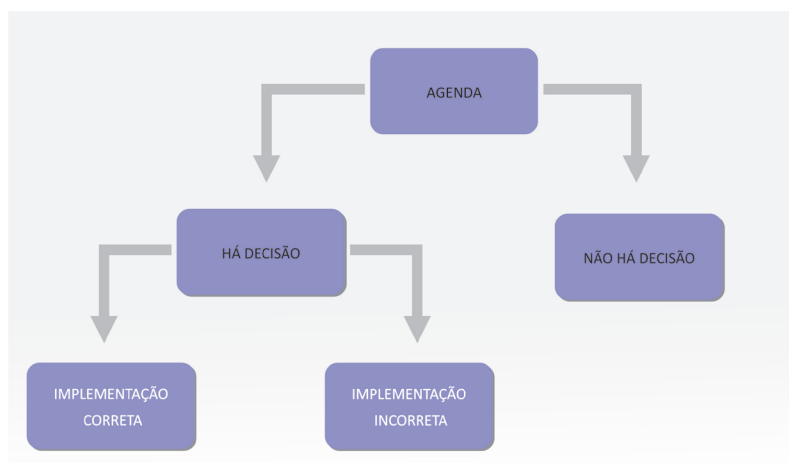 AGENDA
HÁ DECISÃO
NÃO HÁ DECISÃO
IMPLEMENTAÇÃO
CORRETA
IMPLEMENTAÇÃO
INCORRETA